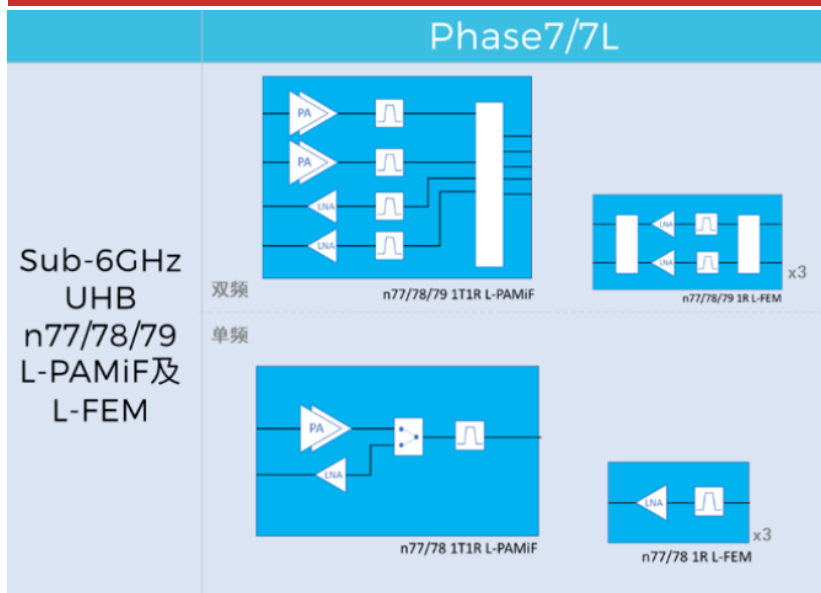 Phase7/7L
Sub-6GHz
UHB
n77/78/79
L-PAMiF及
L-FEM
PA
PA
LNA
LNA
双频
n77/78/79 1T1R L-PAMiF
LNA
LNA
x3
n77/78/79 1R L-FEM
单频
PA
LNA
n77/78 1T1R L-PAMiF
LNA
x3
n77/78 1R L-FEM